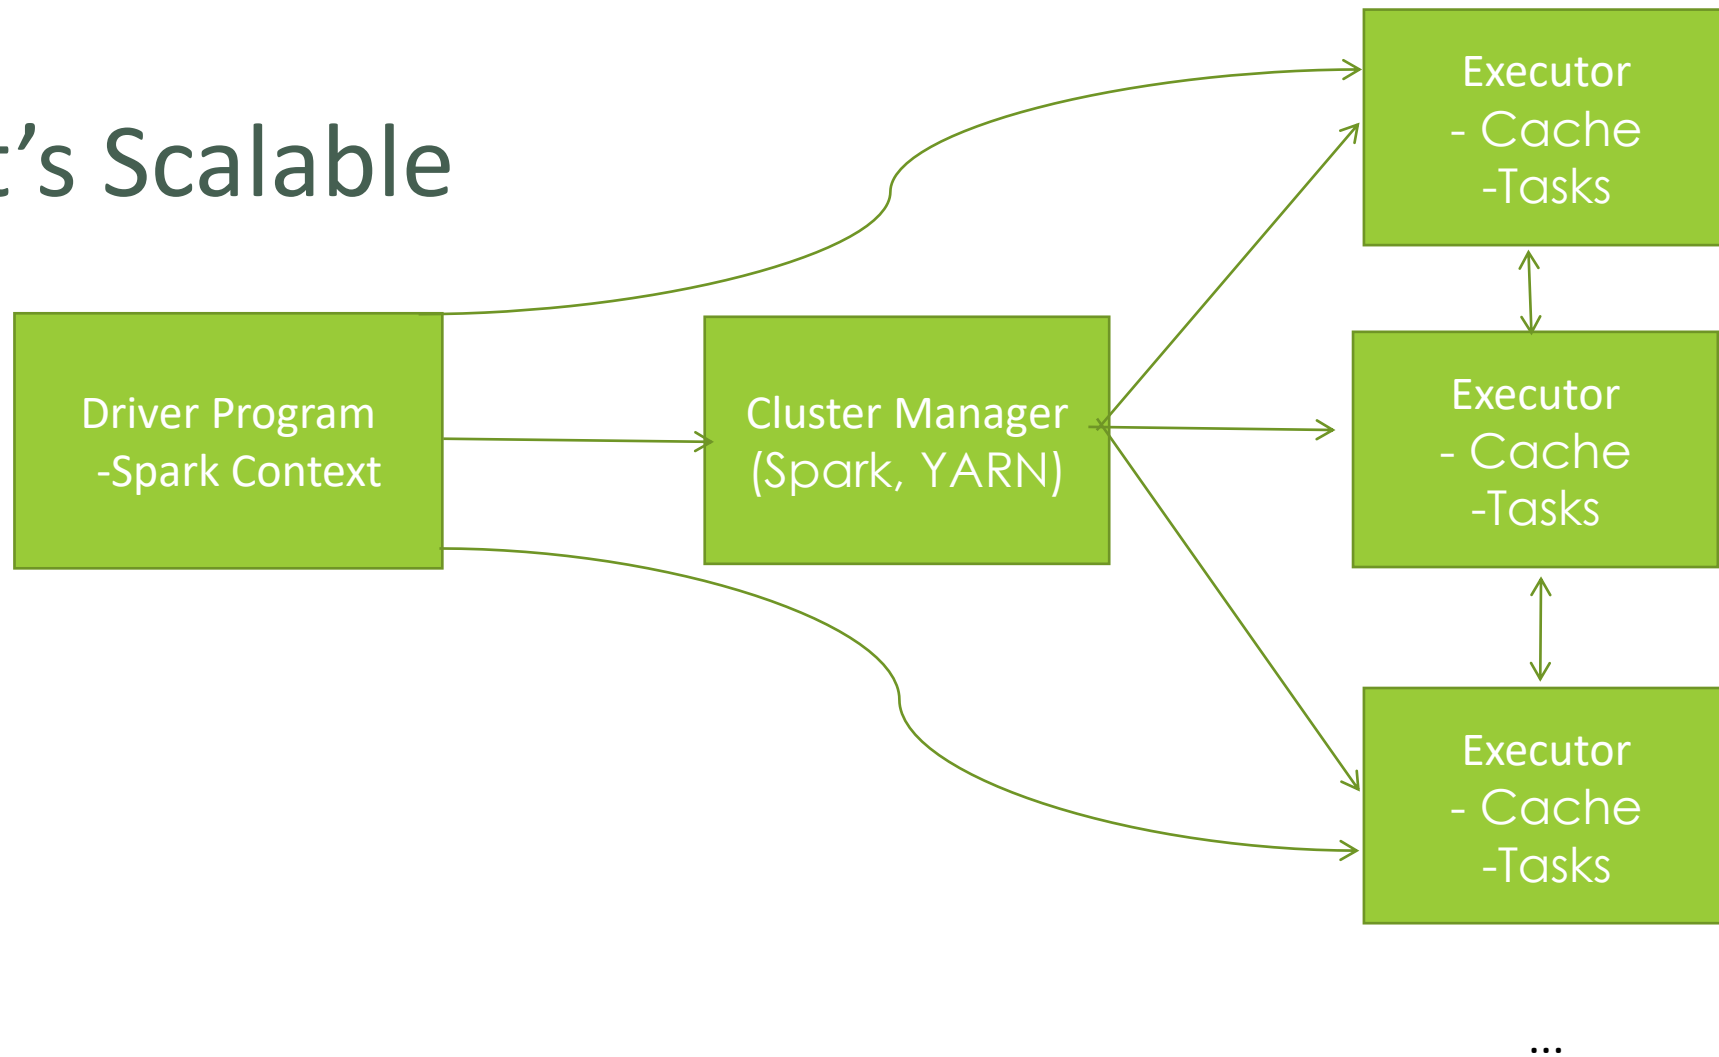 t’s Scalable
Executor
- Cache
-Tasks
Driver Program
-Spark Context
Cluster Manager
(Spark, YARN)
Executor
- Cache
-Tasks
Executor
- Cache
-Tasks
...